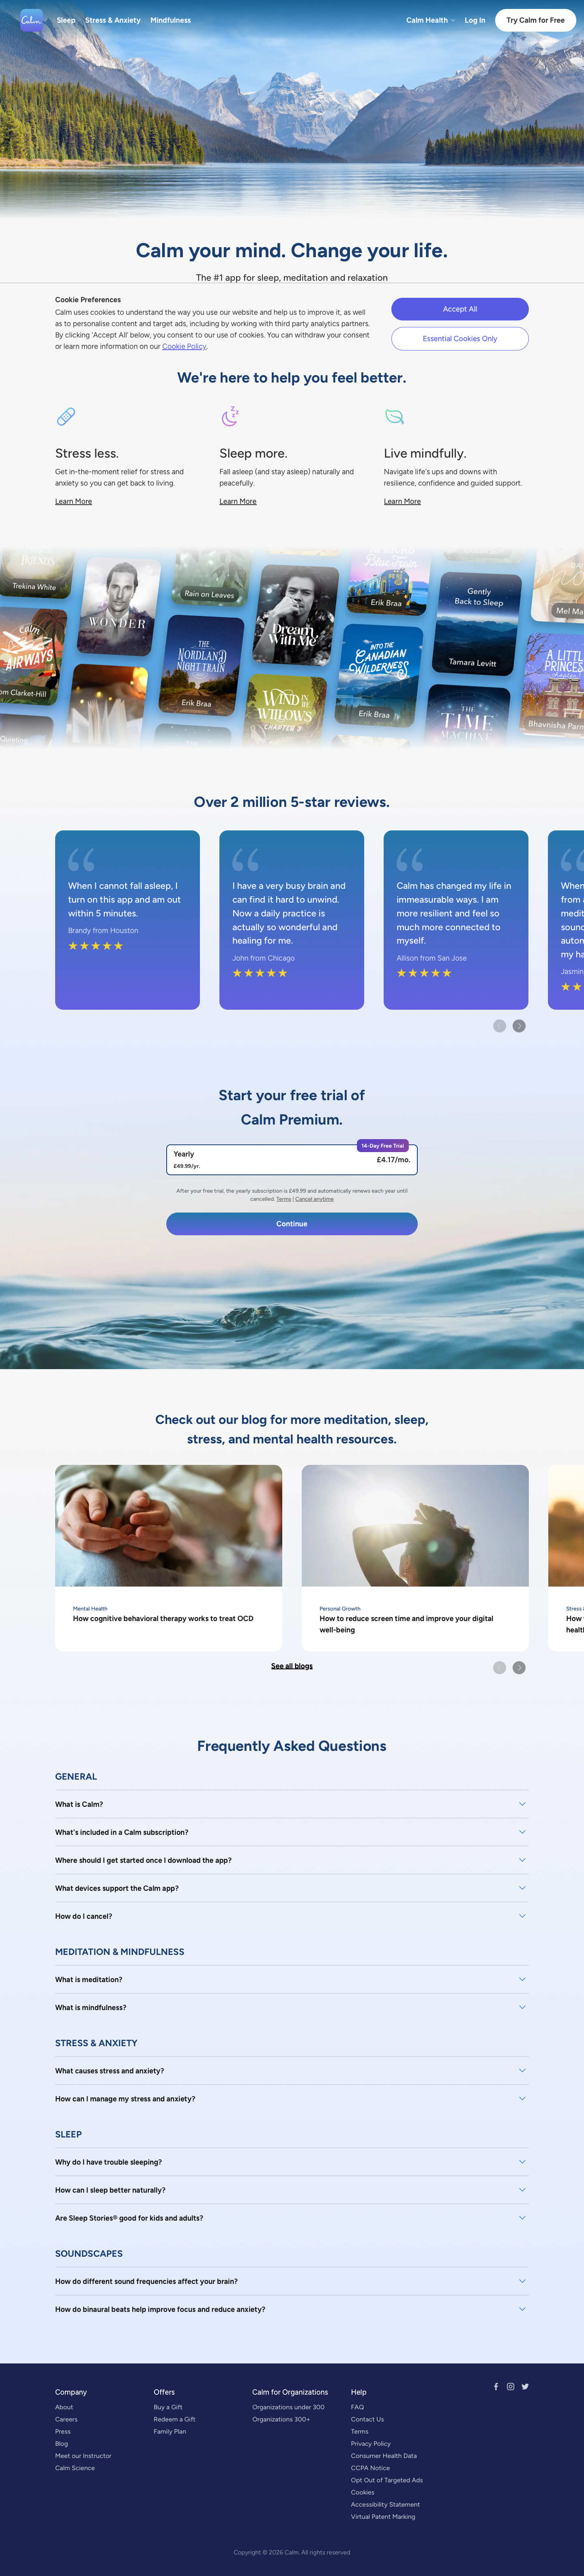 Calm
Sleep
Stress & Anxiety
Mindfulness
Calm Health
Log In
Try Calm for Free
Calm your mind. Change your life.
The #1 app for sleep, meditation and relaxation
Cookie Preferences
Calm uses cookies to understand the way you use our website and help us to improve it, as well
as to personalise content and target ads, including by working with third party analytics partners.
By clicking 'Accept All' below, you consent to our use of cookies. You can withdraw your consent
or learn more information on our Cookie Policy.
Accept All
Essential Cookies Only
We're here to help you feel better.
Stress less.
Get in-the-moment relief for stress and
anxiety so you can get back to living.
Learn More
Sleep more.
Fall asleep (and stay asleep) naturally and
peacefully.
Learn More
Live mindfully.
Navigate life's ups and downs with
resilience, confidence and guided support.
Learn More
Trekina White
WONDER
Rain on Leaves
Dream With Me
Blue Train
Erik Braa
Gently
Back to Sleep
Tamara Levitt
Mel Ma
Calm
AIRWAYS
om Clarket-Hill
THE
NORDLAND
NIGHT TRAIN
Erik Braa
WIND IN
THE
WILLOWS
CHAPTER 3
INTO THE
CANADIAN
WILDERNESS
Erik Braa
THE
TIME
MACHINE
A LITTL
PRINCES
Bhavnisha Parm
Over 2 million 5-star reviews.
When I cannot fall asleep, I
turn on this app and am out
within 5 minutes.
Brandy from Houston
I have a very busy brain and
can find it hard to unwind.
Now a daily practice is
actually so wonderful and
healing for me.
John from Chicago
Calm has changed my life in
immeasurable ways. I am
more resilient and feel so
much more connected to
myself.
Allison from San Jose
When
from a
medit
sound
auton
my ha
Jasmin
Start your free trial of
Calm Premium.
14-Day Free Trial
Yearly
£49.99/yr.
£4.17/mo.
After your free trial, the yearly subscription is £49.99 and automatically renews each year until
cancelled. Terms | Cancel anytime
Continue
Check out our blog for more meditation, sleep,
stress, and mental health resources.
Mental Health
How cognitive behavioral therapy works to treat OCD
Personal Growth
How to reduce screen time and improve your digital
well-being
Stress &
How
health
See all blogs
Frequently Asked Questions
GENERAL
What is Calm?
What's included in a Calm subscription?
Where should I get started once I download the app?
What devices support the Calm app?
How do I cancel?
MEDITATION & MINDFULNESS
What is meditation?
What is mindfulness?
STRESS & ANXIETY
What causes stress and anxiety?
How can I manage my stress and anxiety?
SLEEP
Why do I have trouble sleeping?
How can I sleep better naturally?
Are Sleep Stories® good for kids and adults?
SOUNDSCAPES
How do different sound frequencies affect your brain?
How do binaural beats help improve focus and reduce anxiety?
Company
About
Careers
Press
Blog
Meet our Instructor
Calm Science
Offers
Buy a Gift
Redeem a Gift
Family Plan
Calm for Organizations
Organizations under 300
Organizations 300+
Help
FAQ
Contact Us
Terms
Privacy Policy
Consumer Health Data
CCPA Notice
Opt Out of Targeted Ads
Cookies
Accessibility Statement
Virtual Patent Marking
Copyright © 2026 Calm. All rights reserved